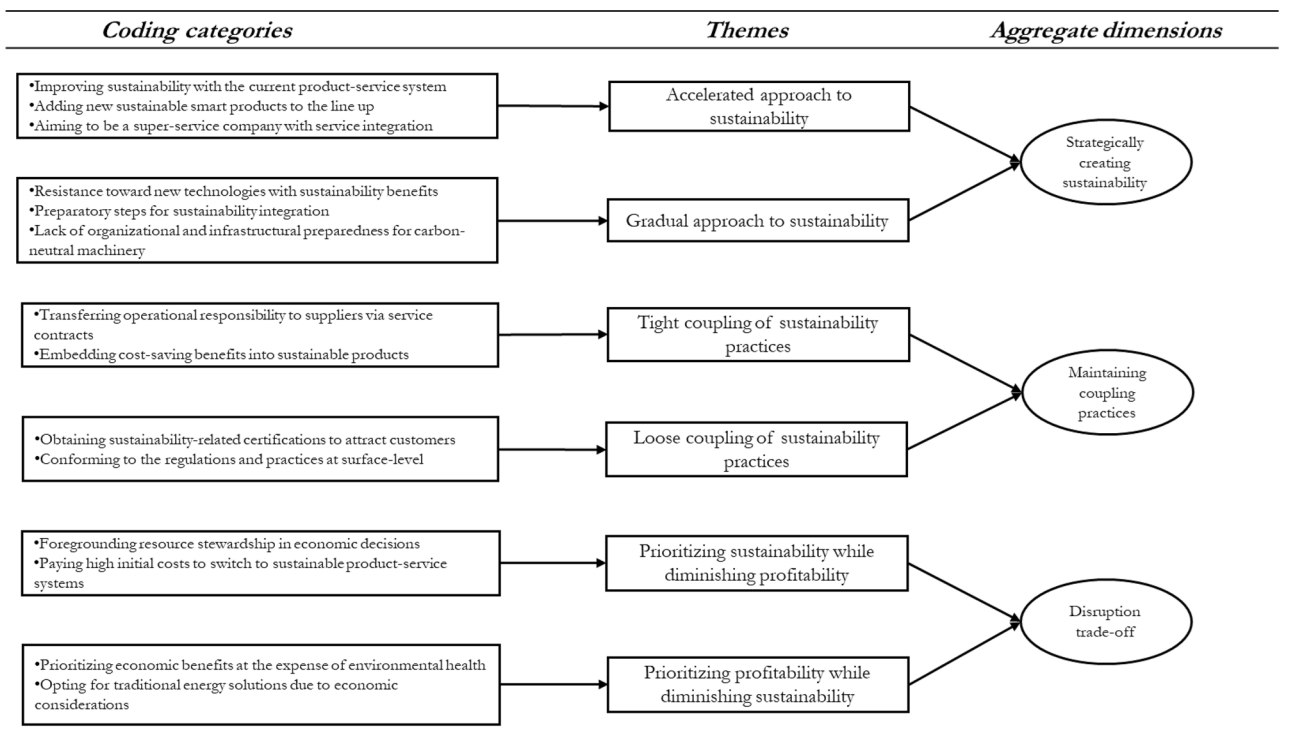 Coding categories
Themes
Aggregate dimensions
•Improving sustainability with the current product-service system
•Adding new sustainable smart products to the line up
•Aiming to be a super-service company with service integration
Accelerated approach to
sustainability
Strategically
creating
sustainability
•Resistance toward new technologies with sustainability benefits
•Preparatory steps for sustainability integration
•Lack of organizational and infrastructural preparedness for carbon-
neutral machinery
Gradual approach to sustainability
•Transferring operational responsibility to suppliers via service
contracts
•Embedding cost-saving benefits into sustainable products
Tight coupling of sustainability
practices
Maintaining
coupling
practices
•Obtaining sustainability-related certifications to attract customers
•Conforming to the regulations and practices at surface-level
Loose coupling of sustainability
practices
•Foregrounding resource stewardship in economic decisions
•Paying high initial costs to switch to sustainable product-service
systems
Prioritizing sustainability while
diminishing profitability
Disruption
trade-off
•Prioritizing economic benefits at the expense of environmental health
•Opting for traditional energy solutions due to economic
considerations
Prioritizing profitability while
diminishing sustainability